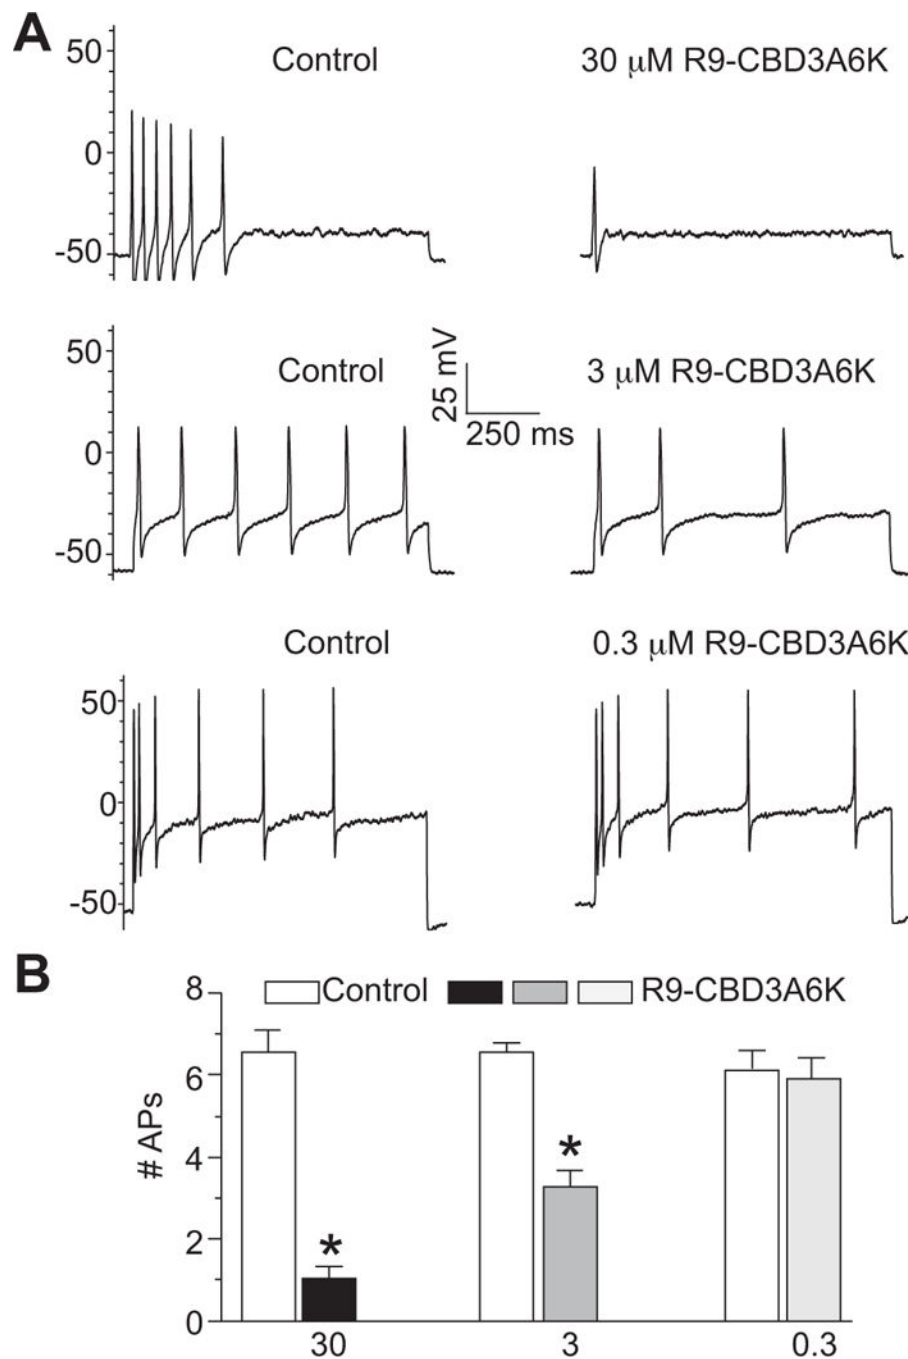 A
Control
30 μM R9-CBD3A6K
50
0
-50
Control
3 μM R9-CBD3A6K
50
0
-50
25 mV
250 ms
Control
0.3 μM R9-CBD3A6K
50
0
-50
B
Control
R9-CBD3A6K
# APs
8
6
4
2
0
*
*
30
3
0.3